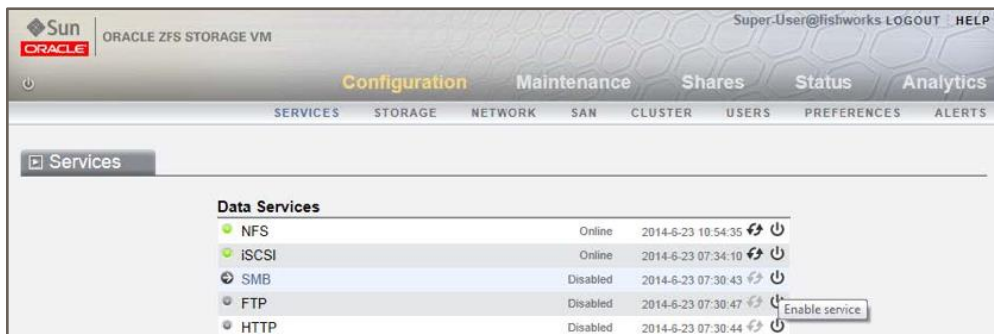 Sun
ORACLE
ORACLE ZFS STORAGE VM
Super-User@fishworks LOGOUT HELP
Configuration Maintenance Shares Status Analytics
SERVICES STORAGE NETWORK SAN CLUSTER USERS PREFERENCES ALERTS
Services
Data Services
NFS Online 2014-6-23 10:54:35
iSCSI Online 2014-6-23 07:34:10
SMB Disabled 2014-6-23 07:30:43
FTP Disabled 2014-6-23 07:30:47
Enable service
HTTP Disabled 2014-6-23 07:30:44